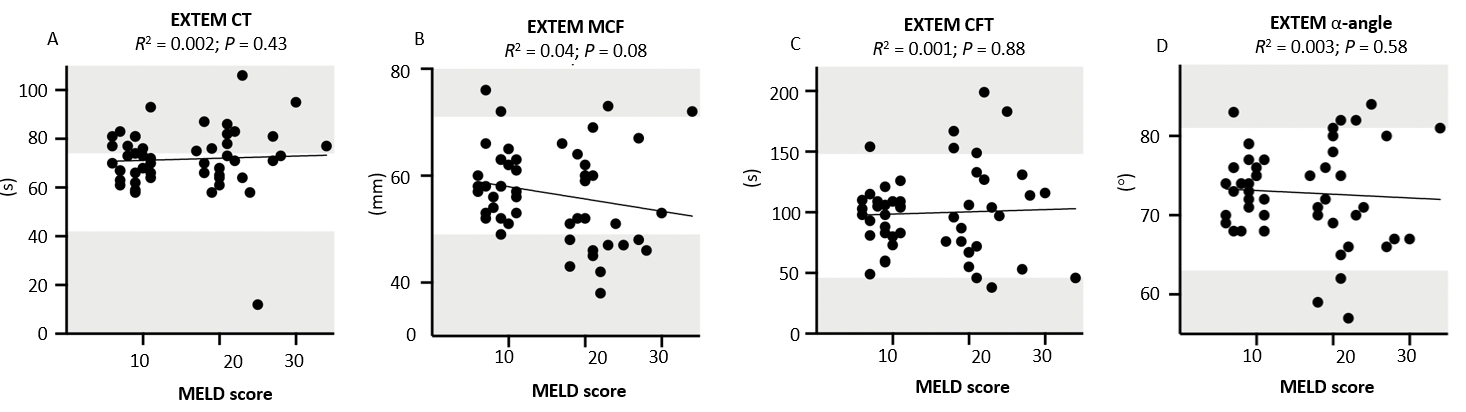 A
EXTEM CT
R² = 0.002; P = 0.43
100
80
60
40
20
0
(s)
10
20
30
MELD score
B
EXTEM MCF
R² = 0.04; P = 0.08
80
60
40
0
(mm)
10
20
30
MELD score
C
EXTEM CFT
R² = 0.001; P = 0.88
200
150
100
50
0
(s)
10
20
30
MELD score
D
EXTEM α-angle
R² = 0.003; P = 0.58
80
70
60
(°)
10
20
30
MELD score